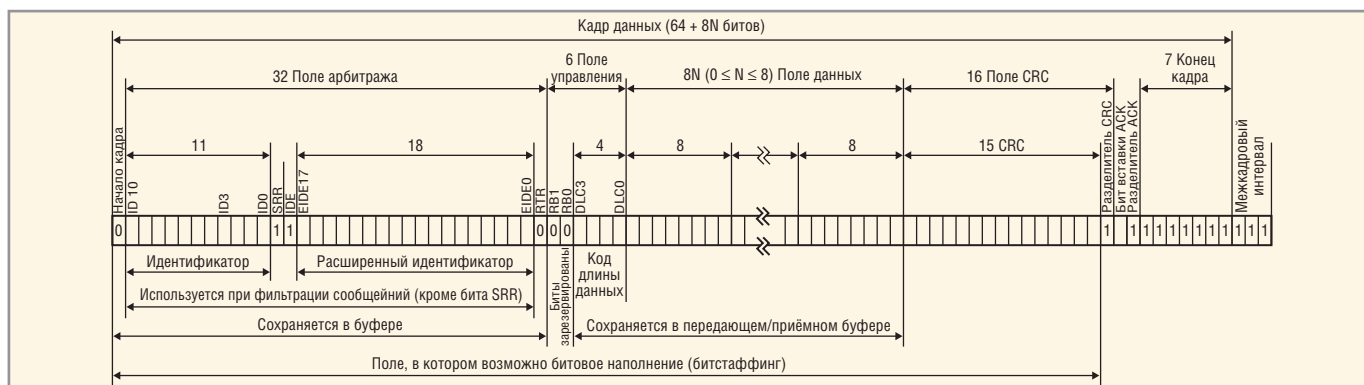 Кадр данных (64 + 8N битов)
32 Поле арбитража
6 Поле
управления
8N (0 ≤ N ≤ 8) Поле данных
16 Поле CRC
7 Конец
кадра
11
18
4
8
8
15 CRC
Начало кадра
ID 10
ID3
ID0
SRR
IDE
EIDE17
EIDE0
RTR
RB1
RB0
DLC3
DLC0
Разделитель CRC
Бит вставки ACK
Разделитель ACK
Межкадровый
интервал
0 1 1 0 0 0 1 1 1 1 1 1 1 1 1 1 1 1
Идентификатор
Расширенный идентификатор
Биты
зарезервированы
Код
длины
данных
Используется при фильтрации сообщейний (кроме бита SRR)
Сохраняется в буфере
Сохраняется в передающем/приёмном буфере
Поле, в котором возможно битовое наполнение (битстаффинг)